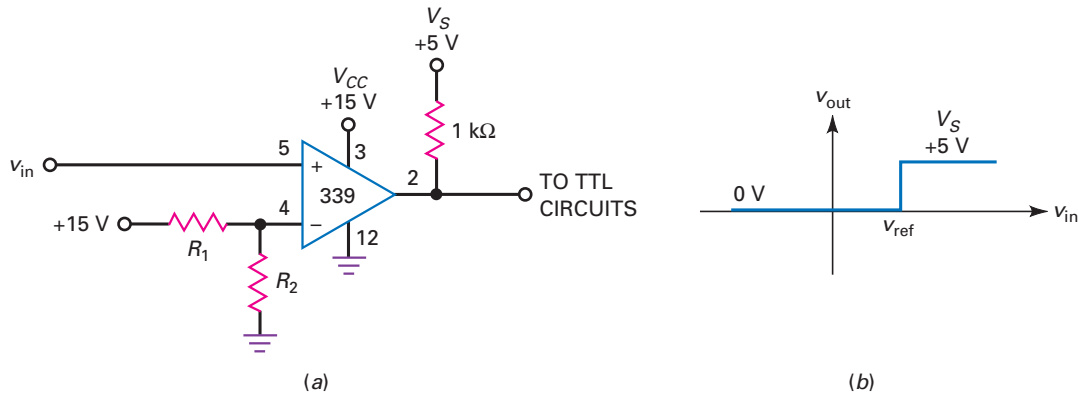 V_S
+5 V
V_CC
+15 V
1 kΩ
v_in
5
+
3
339
2
TO TTL
CIRCUITS
+15 V
4
−
12
R_1
R_2
(a)
v_out
V_S
+5 V
0 V
v_in
v_ref
(b)